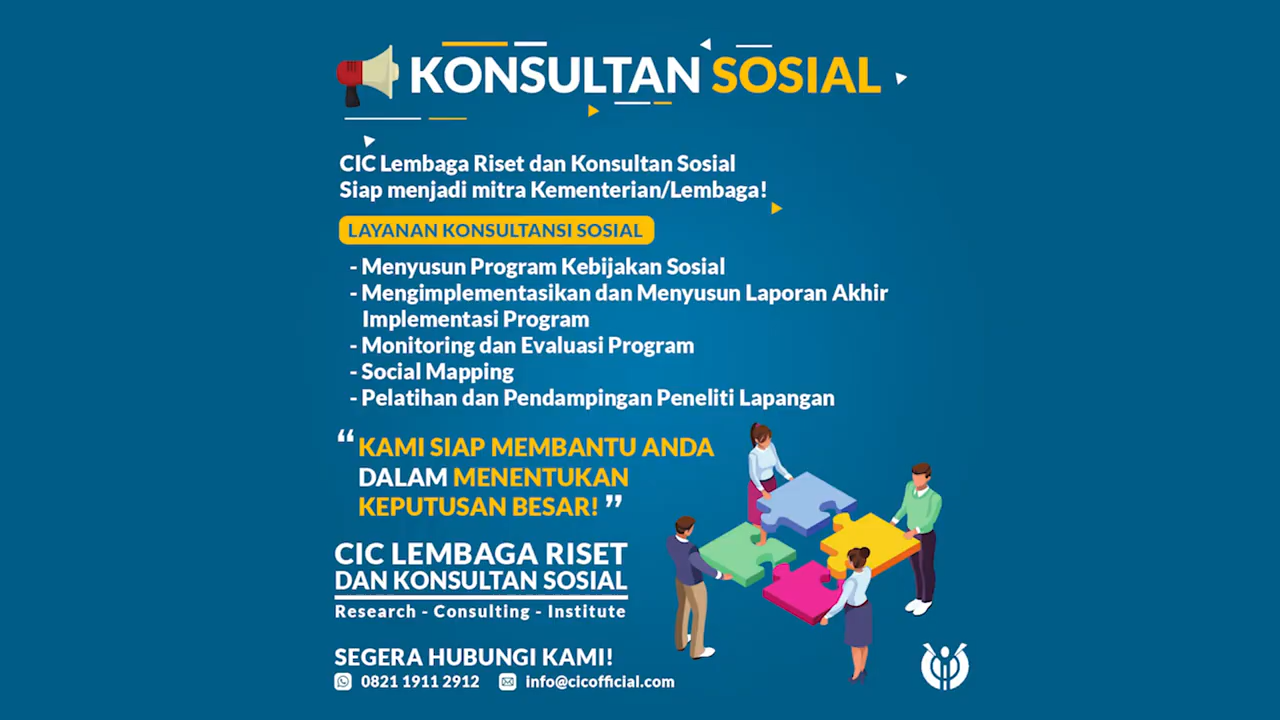 KONSULTAN SOSIAL
CIC Lembaga Riset dan Konsultan Sosial
Siap menjadi mitra Kementerian/Lembaga!
LAYANAN KONSULTANSI SOSIAL
- Menyusun Program Kebijakan Sosial
- Mengimplementasikan dan Menyusun Laporan Akhir
Implementasi Program
- Monitoring dan Evaluasi Program
- Social Mapping
- Pelatihan dan Pendampingan Peneliti Lapangan
“KAMI SIAP MEMBANTU ANDA
DALAM MENENTUKAN
KEPUTUSAN BESAR!”
CIC LEMBAGA RISET
DAN KONSULTAN SOSIAL
Research - Consulting - Institute
SEGERA HUBUNGI KAMI!
0821 1911 2912 info@cicofficial.com